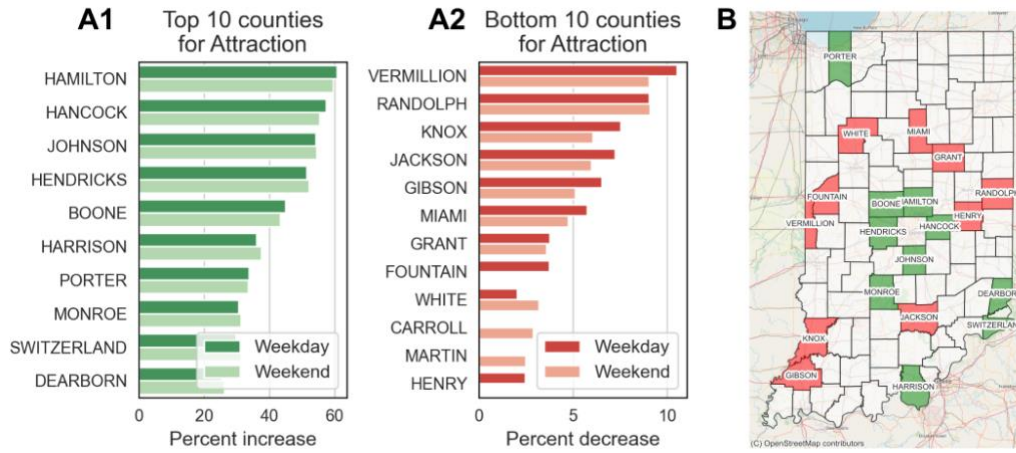 A1
Top 10 counties
for Attraction
HAMILTON
HANCOCK
JOHNSON
HENDRICKS
BOONE
HARRISON
PORTER
MONROE
SWITZERLAND
DEARBORN
Weekday
Weekend
0 20 40 60
Percent increase
A2
Bottom 10 counties
for Attraction
VERMILLION
RANDOLPH
KNOX
JACKSON
GIBSON
MIAMI
GRANT
FOUNTAIN
WHITE
CARROLL
MARTIN
HENRY
Weekday
Weekend
0 5 10
Percent decrease
B
PORTER
WHITE
MIAMI
GRANT
FOUNTAIN
BOONE
AMILTON
RANDOLPH
HENRY
VERMILLION
HENDRICKS
HANCOCK
JOHNSON
MONROE
DEARBORN
JACKSON
SWITZERLAND
KNOX
GIBSON
HARRISON
(C) OpenStreetMap contributors